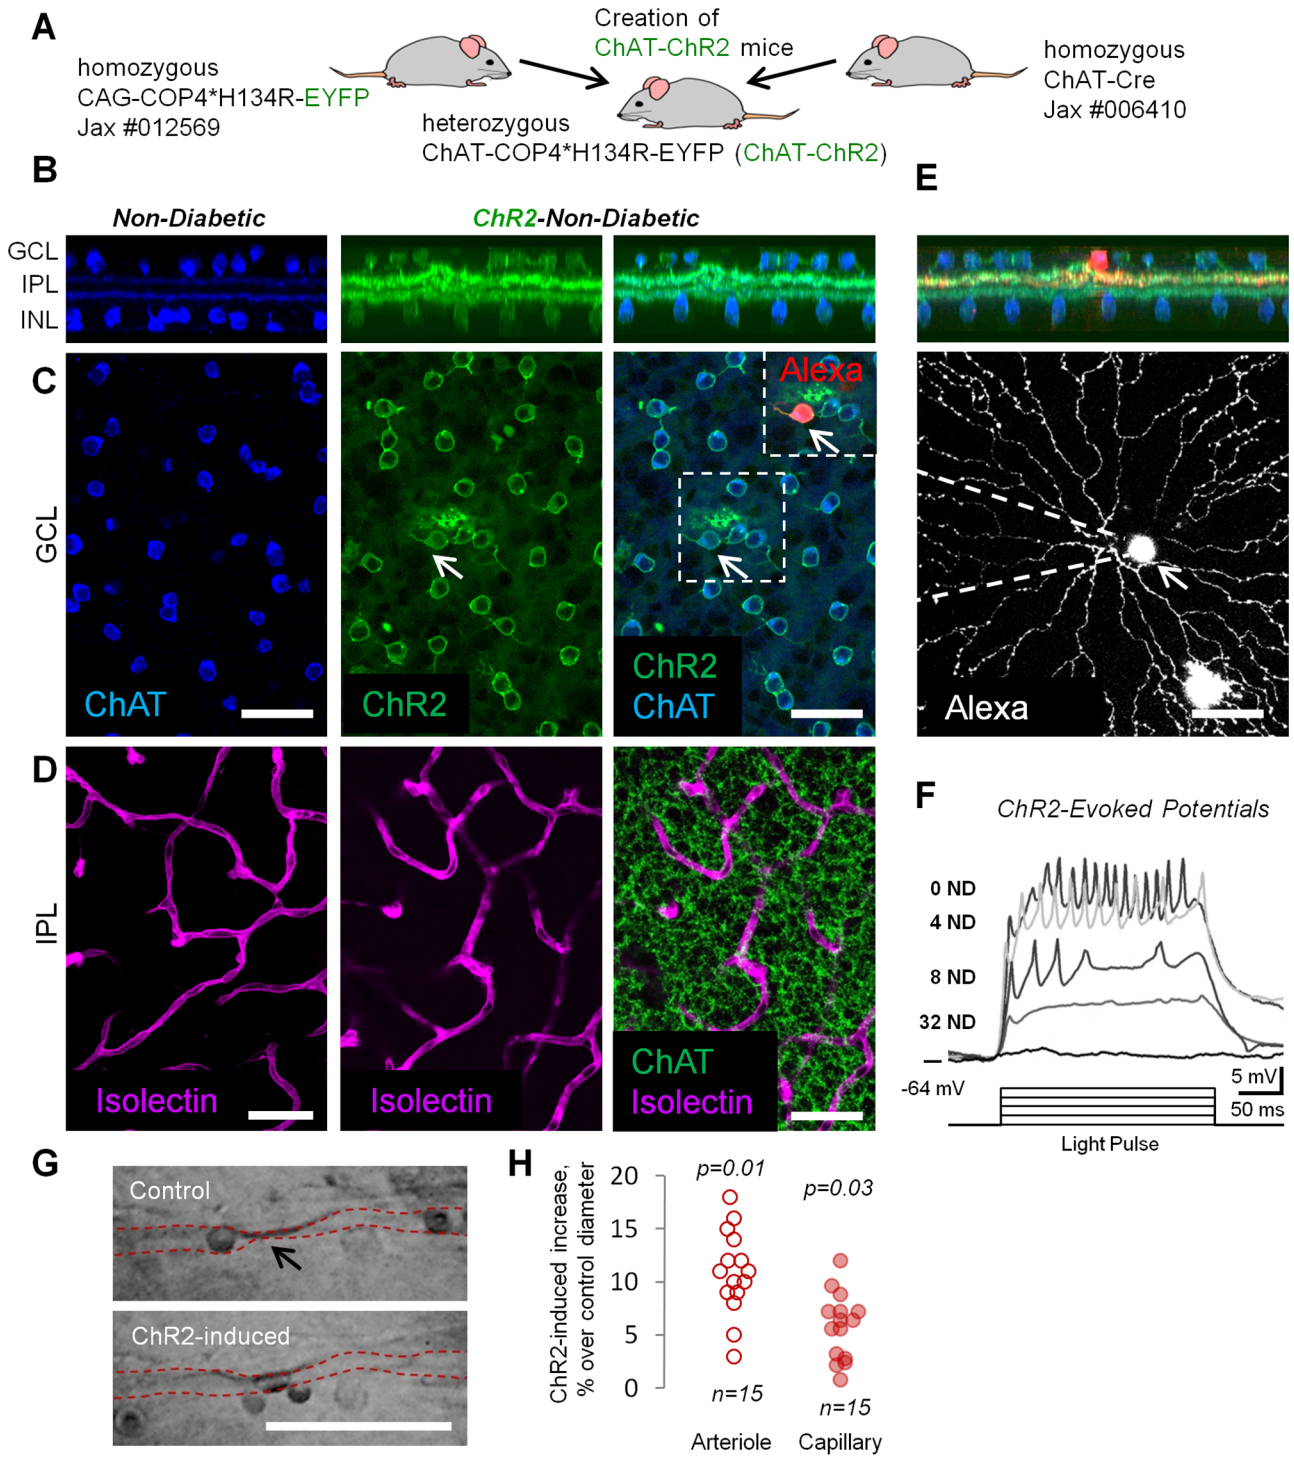 A
homozygous
CAG-COP4*H134R-EYFP
Jax #012569
Creation of
ChAT-ChR2 mice
heterozygous
ChAT-COP4*H134R-EYFP (ChAT-ChR2)
homozygous
ChAT-Cre
Jax #006410
B
Non-Diabetic
ChR2-Non-Diabetic
GCL
IPL
INL
C
GCL
ChAT
ChR2
Alexa
ChR2
ChAT
D
IPL
Isolectin
Isolectin
ChAT
Isolectin
E
Alexa
F
ChR2-Evoked Potentials
0 ND
4 ND
8 ND
32 ND
-64 mV
5 mV
50 ms
Light Pulse
G
Control
ChR2-induced
H
ChR2-induced increase,
% over control diameter
20
15
10
5
0
p=0.01
p=0.03
n=15
n=15
Arteriole
Capillary